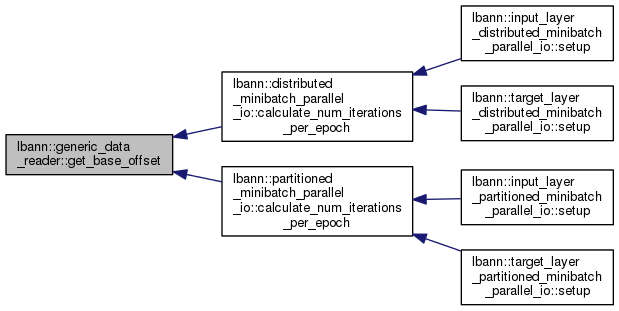 lbann::generic_data
_reader::get_base_offset
lbann::distributed
_minibatch_parallel
_io::calculate_num_iterations
_per_epoch
lbann::partitioned
_minibatch_parallel
_io::calculate_num_iterations
_per_epoch
lbann::input_layer
_distributed_minibatch
_parallel_io::setup
lbann::target_layer
_distributed_minibatch
_parallel_io::setup
lbann::input_layer
_partitioned_minibatch
_parallel_io::setup
lbann::target_layer
_partitioned_minibatch
_parallel_io::setup